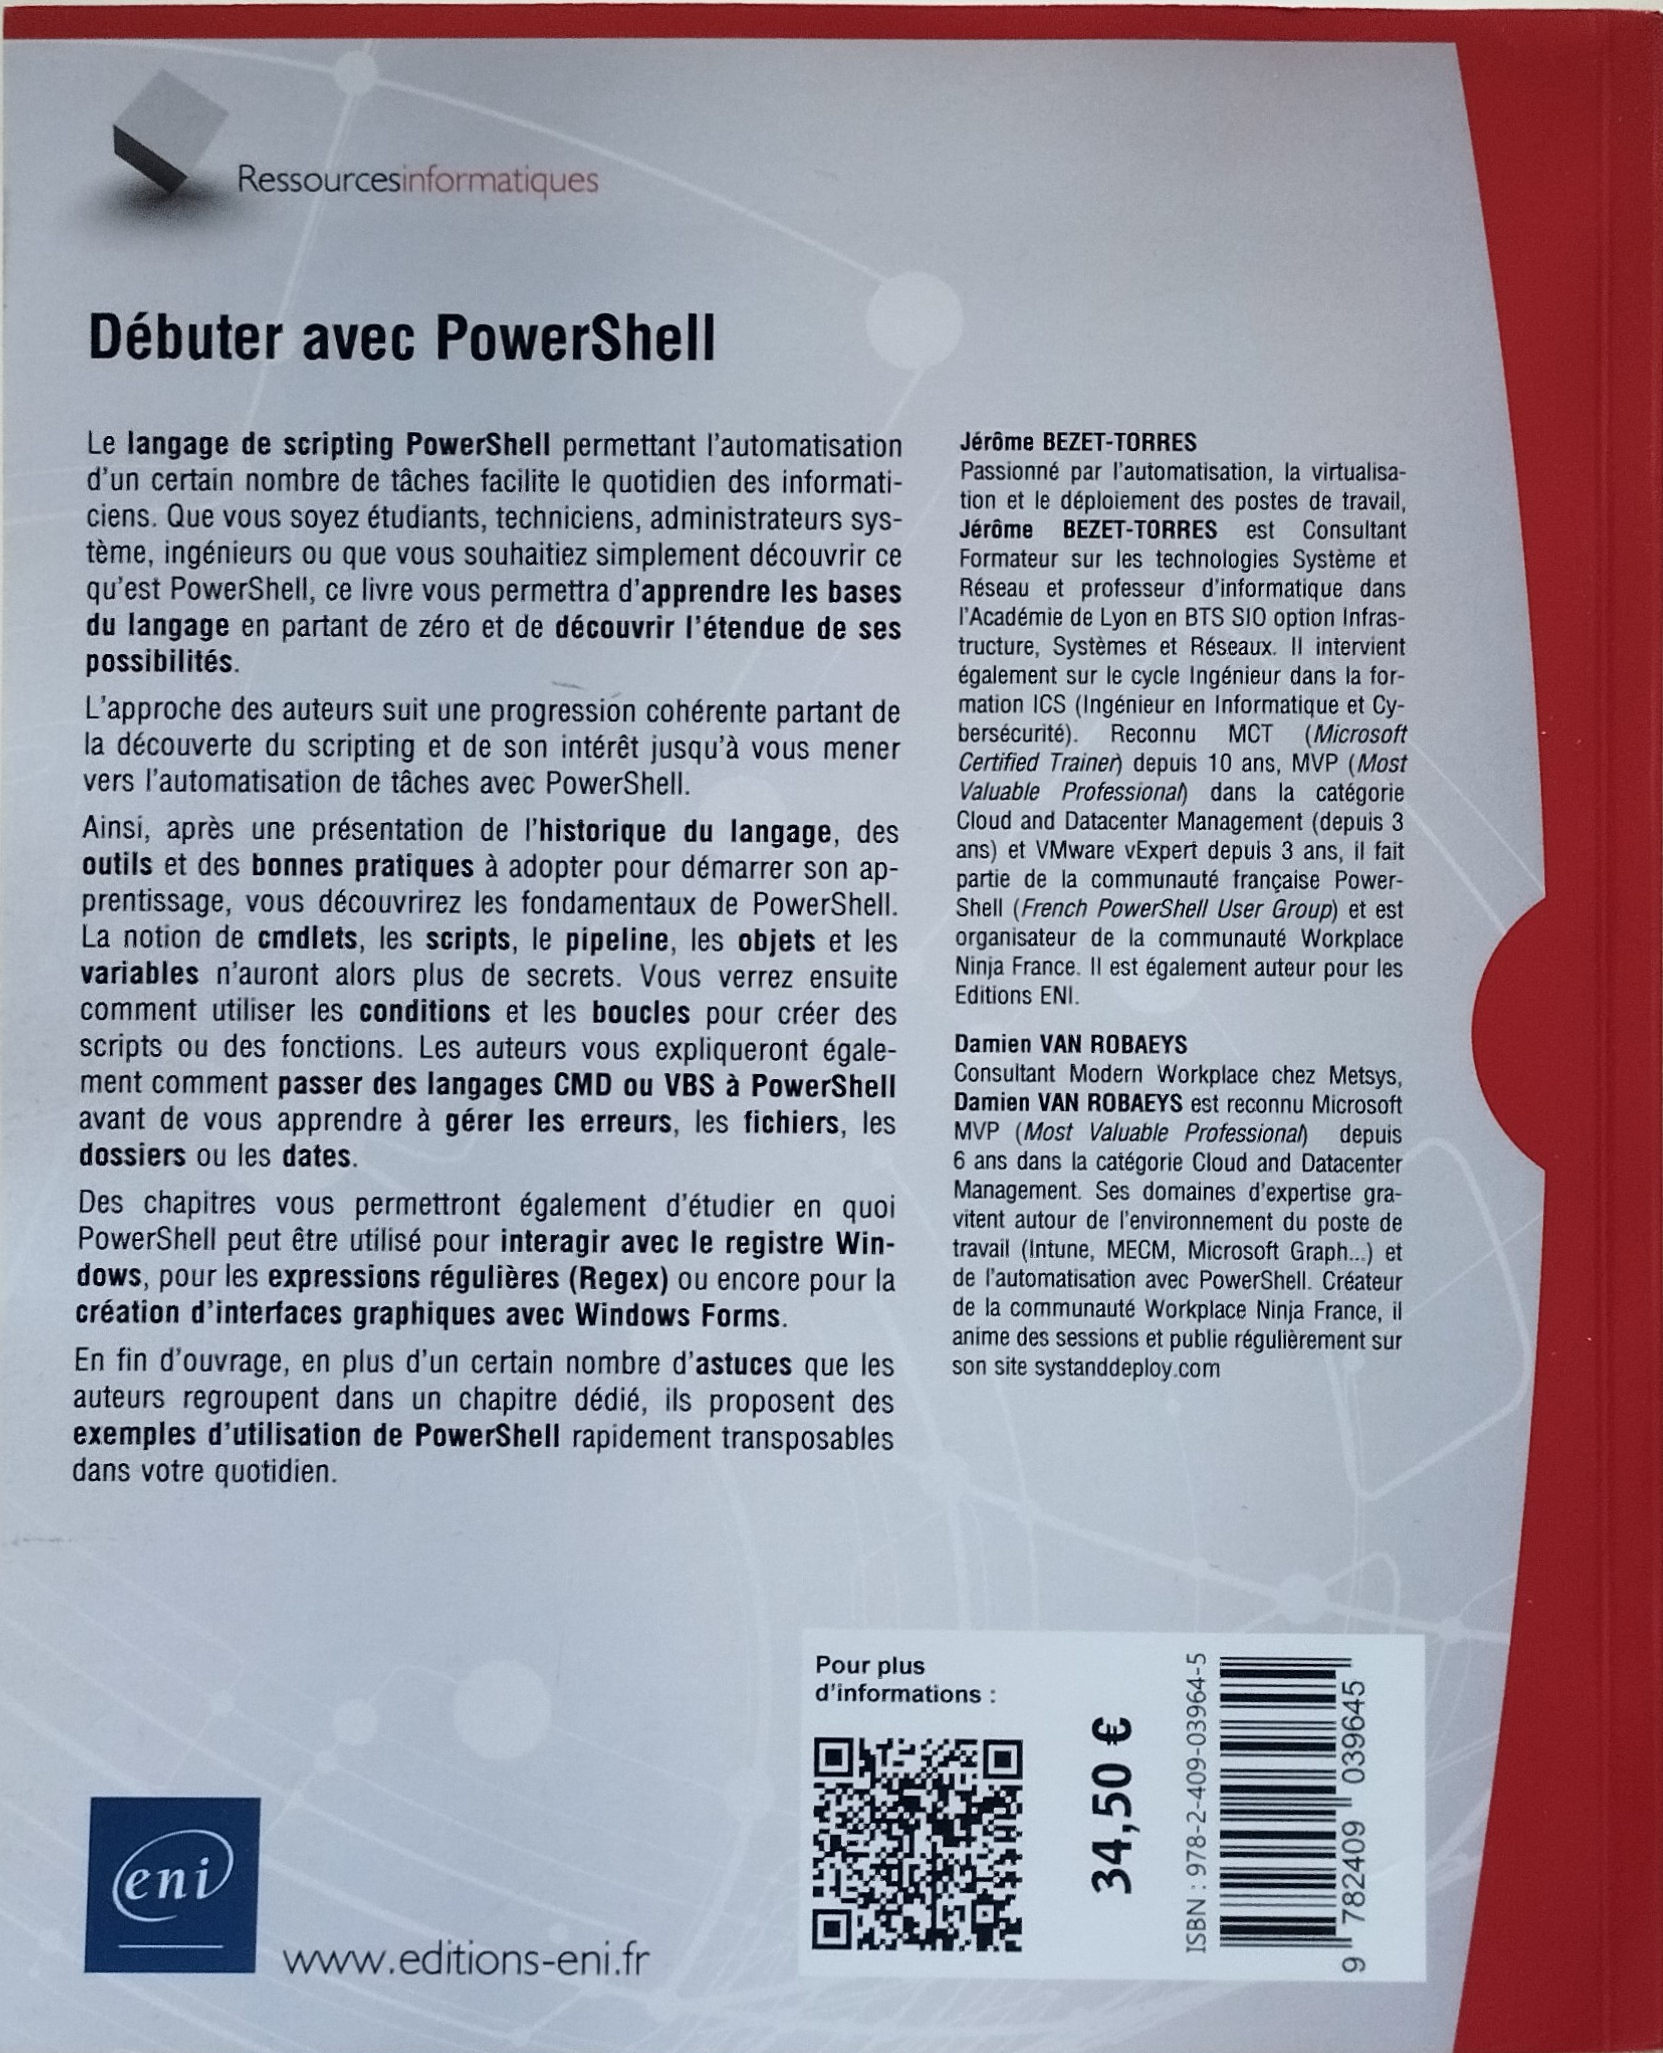 Ressourcesinformatiques
Débuter avec PowerShell
Le langage de scripting PowerShell permettant l'automatisation
d'un certain nombre de tâches facilite le quotidien des informati-
ciens. Que vous soyez étudiants, techniciens, administrateurs sys-
tème, ingénieurs ou que vous souhaitiez simplement découvrir ce
qu'est PowerShell, ce livre vous permettra d'apprendre les bases
du langage en partant de zéro et de découvrir l'étendue de ses
possibilités.
L'approche des auteurs suit une progression cohérente partant de
la découverte du scripting et de son intérêt jusqu'à vous mener
vers l'automatisation de tâches avec PowerShell.
Ainsi, après une présentation de l'historique du langage, des
outils et des bonnes pratiques à adopter pour démarrer son ap-
prentissage, vous découvrirez les fondamentaux de PowerShell.
La notion de cmdlets, les scripts, le pipeline, les objets et les
variables n'auront alors plus de secrets. Vous verrez ensuite
comment utiliser les conditions et les boucles pour créer des
scripts ou des fonctions. Les auteurs vous expliqueront égale-
ment comment passer des langages CMD ou VBS à PowerShell
avant de vous apprendre à gérer les erreurs, les fichiers, les
dossiers ou les dates.
Des chapitres vous permettront également d'étudier en quoi
PowerShell peut être utilisé pour interagir avec le registre Win-
dows, pour les expressions régulières (Regex) ou encore pour la
création d'interfaces graphiques avec Windows Forms.
En fin d'ouvrage, en plus d'un certain nombre d'astuces que les
auteurs regroupent dans un chapitre dédié, ils proposent des
exemples d'utilisation de PowerShell rapidement transposables
dans votre quotidien.
Jérôme BEZET-TORRES
Passionné par l'automatisation, la virtualisa-
tion et le déploiement des postes de travail,
Jérôme BEZET-TORRES est Consultant
Formateur sur les technologies Système et
Réseau et professeur d'informatique dans
l'Académie de Lyon en BTS SIO option Infras-
tructure, Systèmes et Réseaux. Il intervient
également sur le cycle Ingénieur dans la for-
mation ICS (Ingénieur en Informatique et Cy-
bersécurité). Reconnu MCT (Microsoft
Certified Trainer) depuis 10 ans, MVP (Most
Valuable Professional) dans la catégorie
Cloud and Datacenter Management (depuis 3
ans) et VMware vExpert depuis 3 ans, il fait
partie de la communauté française Power-
Shell (French PowerShell User Group) et est
organisateur de la communauté Workplace
Ninja France. Il est également auteur pour les
Editions ENI.
Damien VAN ROBAEYS
Consultant Modern Workplace chez Metsys,
Damien VAN ROBAEYS est reconnu Microsoft
MVP (Most Valuable Professional) depuis
6 ans dans la catégorie Cloud and Datacenter
Management. Ses domaines d'expertise gra-
vitent autour de l'environnement du poste de
travail (Intune, MECM, Microsoft Graph...) et
de l'automatisation avec PowerShell. Créateur
de la communauté Workplace Ninja France, il
anime des sessions et publie régulièrement sur
son site systanddeploy.com
Pour plus
d'informations :
34,50 €
ISBN : 978-2-409-03964-5
9 782409 039645
eni
www.editions-eni.fr